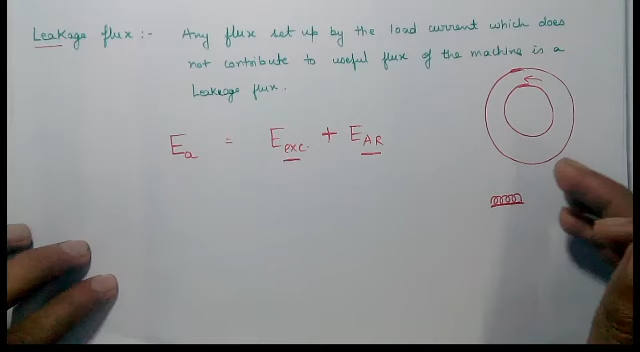 Leakage flux :- Any flux set up by the load current which does
not contribute to useful flux of the machine is a
Leakage flux.
Ea = Eexc. + EAR